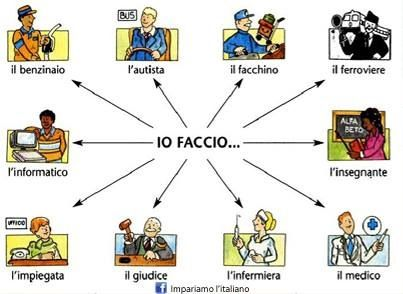 BUS
il benzinaio
l'autista
il facchino
il ferroviere
IO FACCIO...
ALFA
BETO
l'informatico
l'insegnante
UFFICIO
l'impiegata
il giudice
l'infermiera
il medico
f Impariamo l'italiano